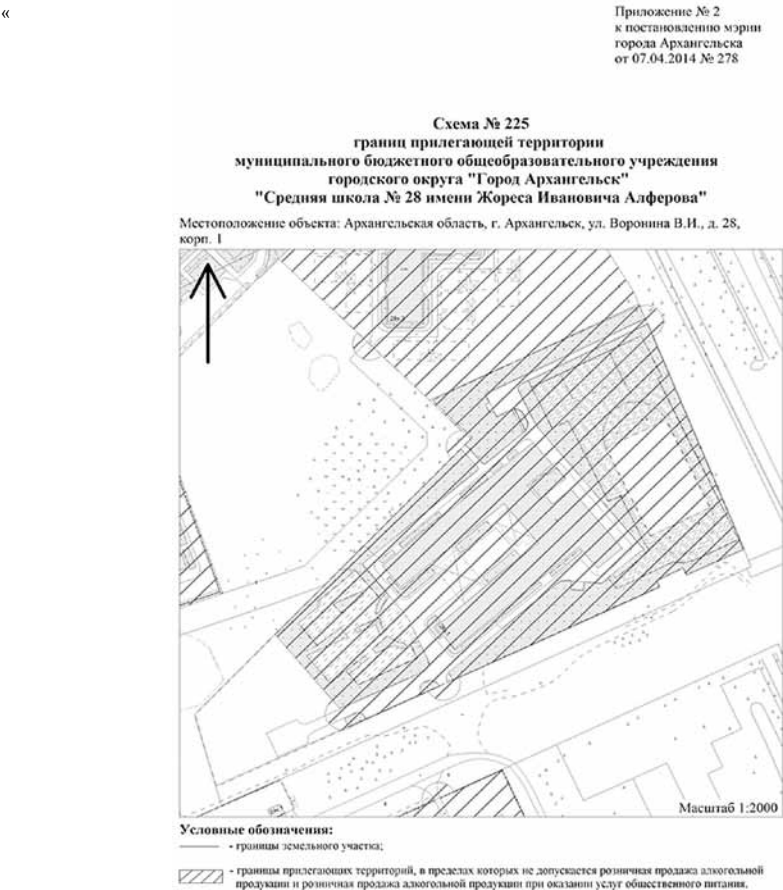 «
Приложение № 2
к постановлению мэрии
города Архангельска
от 07.04.2014 № 278
Схема № 225
границ прилегающей территории
муниципального бюджетного общеобразовательного учреждения
городского округа "Город Архангельск"
"Средняя школа № 28 имени Жореса Ивановича Алферова"
Местоположение объекта: Архангельская область, г. Архангельск, ул. Воронина В.И., д. 28,
корп. 1
Масштаб 1:2000
Условные обозначения:
- границы земельного участка;
- границы прилегающих территорий, в пределах которых не допускается розничная продажа алкогольной
продукции и розничная продажа алкогольной продукции при оказании услуг общественного питания.